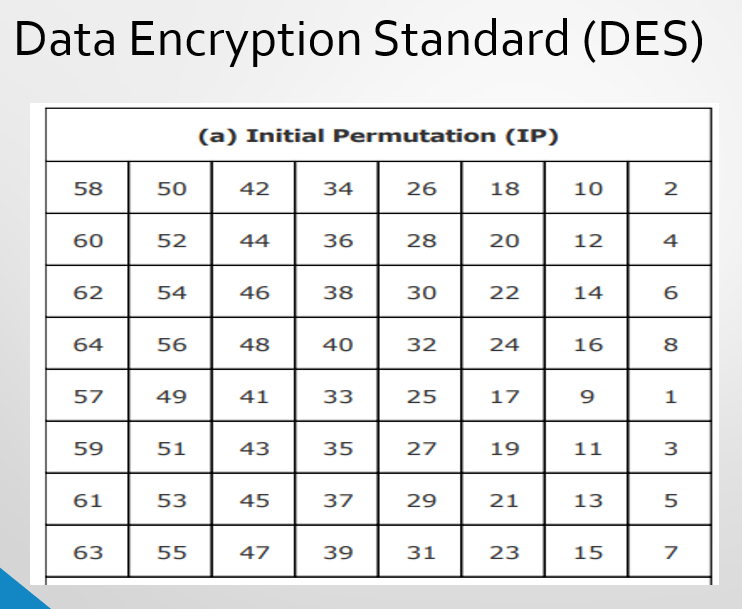 Data Encryption Standard (DES)
(a) Initial Permutation (IP)
58 50 42 34 26 18 10 2
60 52 44 36 28 20 12 4
62 54 46 38 30 22 14 6
64 56 48 40 32 24 16 8
57 49 41 33 25 17 9 1
59 51 43 35 27 19 11 3
61 53 45 37 29 21 13 5
63 55 47 39 31 23 15 7